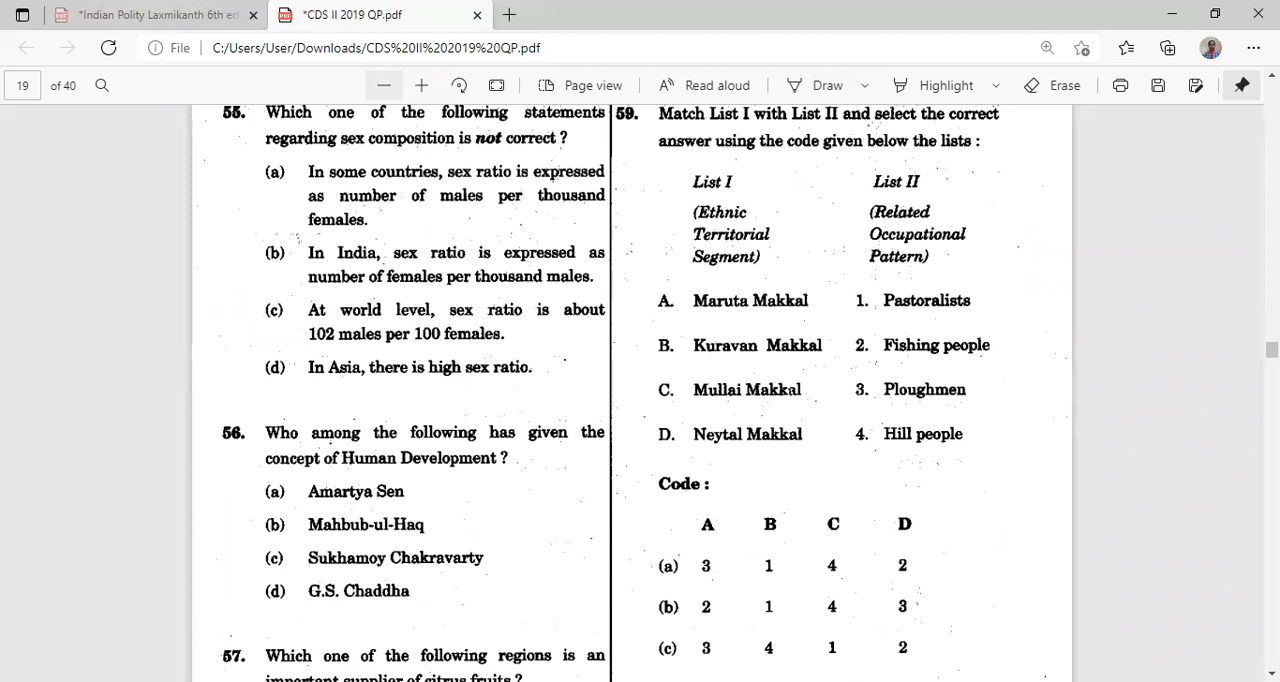 *Indian Polity Laxmikanth 6th ed
*CDS II 2019 QP.pdf
File
C:/Users/User/Downloads/CDS%20II%202019%20QP.pdf
19 of 40
Page view
Read aloud
Draw
Highlight
Erase
55. Which one of the following statements
regarding sex composition is not correct ?
(a) In some countries, sex ratio is expressed
as number of males per thousand
females.
(b) In India, sex ratio is expressed as
number of females per thousand males.
(c) At world level, sex ratio is about
102 males per 100 females.
(d) In Asia, there is high sex ratio.
56. Who among the following has given the
concept of Human Development ?
(a) Amartya Sen
(b) Mahbub-ul-Haq
(c) Sukhamoy Chakravarty
(d) G.S. Chaddha
57. Which one of the following regions is an
important supplier of citrus fruits ?
59. Match List I with List II and select the correct
answer using the code given below the lists :
List I List II
(Ethnic (Related
Territorial Occupational
Segment) Pattern)
A. Maruta Makkal 1. Pastoralists
B. Kuravan Makkal 2. Fishing people
C. Mullai Makkal 3. Ploughmen
D. Neytal Makkal 4. Hill people
Code :
A B C D
(a) 3 1 4 2
(b) 2 1 4 3
(c) 3 4 1 2